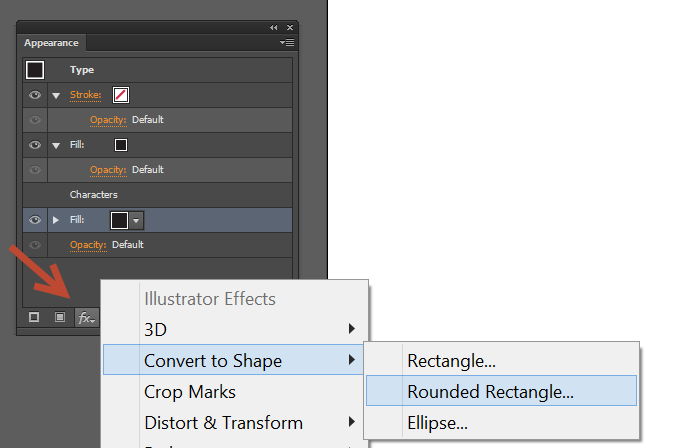 Appearance
Type
Stroke:
Opacity: Default
Fill:
Opacity: Default
Characters
Fill:
Opacity: Default
fx
Illustrator Effects
3D
Convert to Shape
Crop Marks
Distort & Transform
Rectangle...
Rounded Rectangle...
Ellipse...